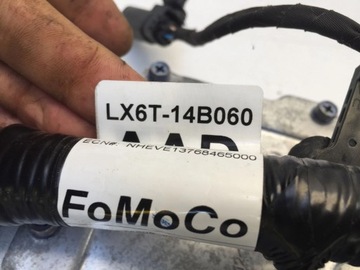 LX6T-14B060
AAD
ECN#: NHEVE13768465000
FoMoCo